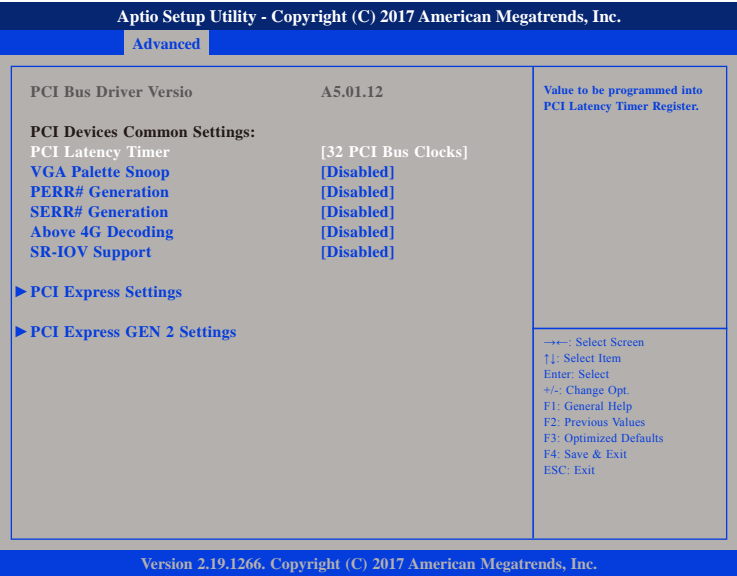 Aptio Setup Utility - Copyright (C) 2017 American Megatrends, Inc.
Advanced
PCI Bus Driver Versio A5.01.12
PCI Devices Common Settings:
PCI Latency Timer [32 PCI Bus Clocks]
VGA Palette Snoop [Disabled]
PERR# Generation [Disabled]
SERR# Generation [Disabled]
Above 4G Decoding [Disabled]
SR-IOV Support [Disabled]
►PCI Express Settings
►PCI Express GEN 2 Settings
Value to be programmed into
PCI Latency Timer Register.
→←: Select Screen
↑↓: Select Item
Enter: Select
+/-: Change Opt.
F1: General Help
F2: Previous Values
F3: Optimized Defaults
F4: Save & Exit
ESC: Exit
Version 2.19.1266. Copyright (C) 2017 American Megatrends, Inc.